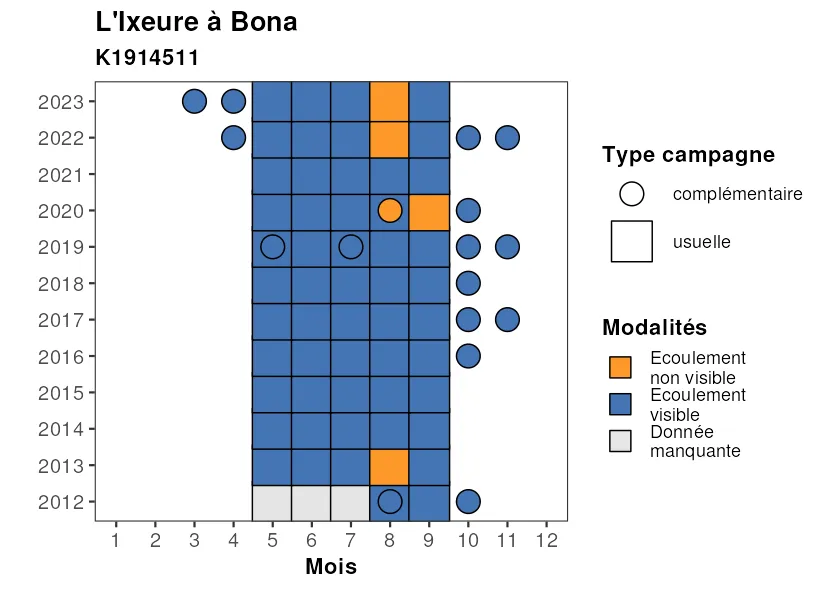 L'Ixeure à Bona
K1914511
2023
2022
2021
2020
2019
2018
2017
2016
2015
2014
2013
2012
1 2 3 4 5 6 7 8 9 10 11 12
Mois
Type campagne
complémentaire
usuelle
Modalités
Ecoulement
non visible
Ecoulement
visible
Donnée
manquante